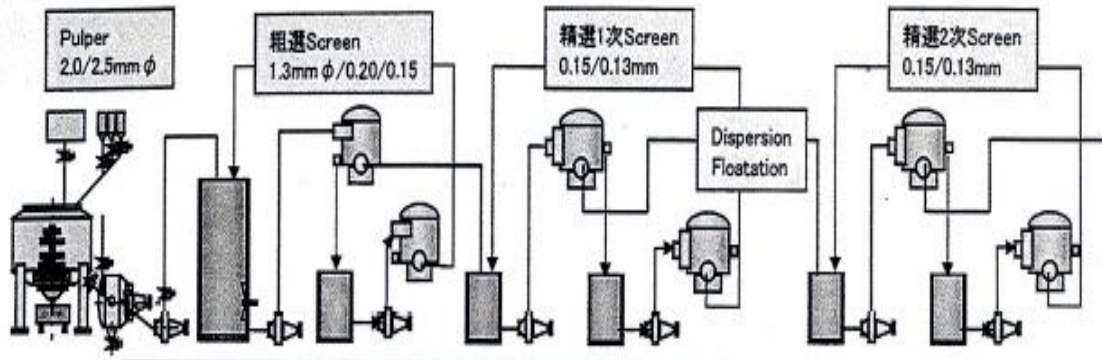 Pulper
2.0/2.5mm φ
粗選Screen
1.3mm φ/0.20/0.15
精選1次Screen
0.15/0.13mm
Dispersion
Floatation
精選2次Screen
0.15/0.13mm